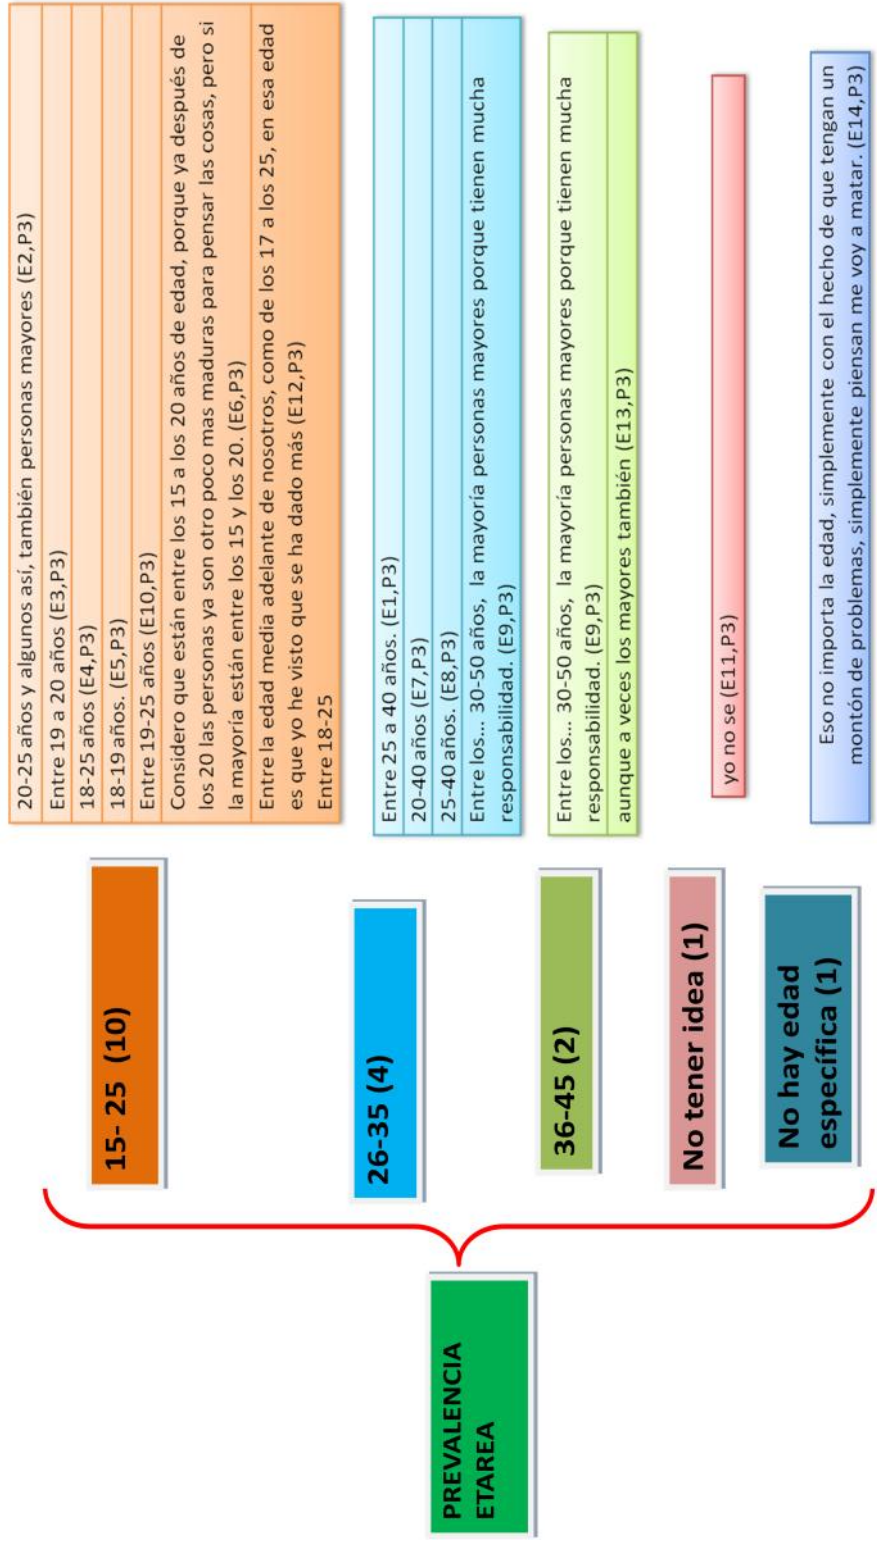 PREVALENCIA
ETAREA
15- 25  (10)
20-25 años y algunos así, también personas mayores (E2,P3)
Entre 19 a 20 años (E3,P3)
18-25 años (E4,P3)
18-19 años. (E5,P3)
Entre 19-25 años (E10,P3)
Considero que están entre los 15 a los 20 años de edad, porque ya después de
los 20 las personas ya son otro poco mas maduras para pensar las cosas, pero si
la mayoría están entre los 15 y los 20. (E6,P3)
Entre la edad media adelante de nosotros, como de los 17 a los 25, en esa edad
es que yo he visto que se ha dado más (E12,P3)
Entre 18-25
26-35 (4)
Entre 25 a 40 años. (E1,P3)
20-40 años (E7,P3)
25-40 años. (E8,P3)
Entre los... 30-50 años,  la mayoría personas mayores porque tienen mucha
responsabilidad. (E9,P3)
36-45 (2)
Entre los... 30-50 años,  la mayoría personas mayores porque tienen mucha
responsabilidad. (E9,P3)
aunque a veces los mayores también (E13,P3)
No tener idea (1)
yo no se (E11,P3)
No hay edad
específica (1)
Eso no importa la edad, simplemente con el hecho de que tengan un
montón de problemas, simplemente piensan me voy a matar. (E14,P3)